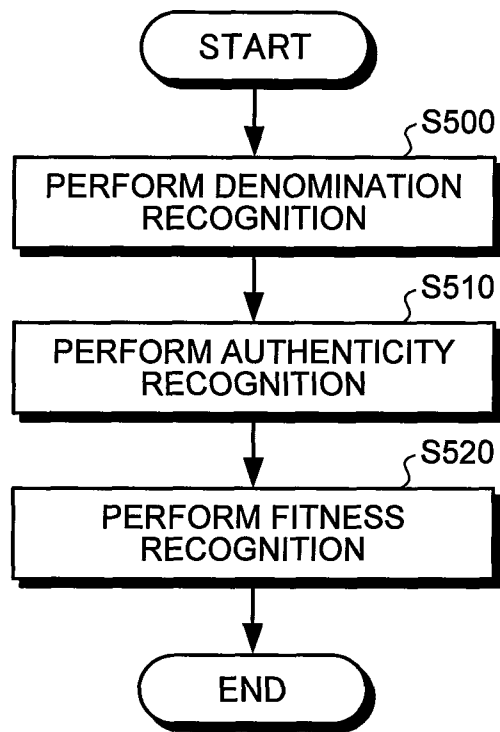 START
S500
PERFORM DENOMINATION
RECOGNITION
S510
PERFORM AUTHENTICITY
RECOGNITION
S520
PERFORM FITNESS
RECOGNITION
END